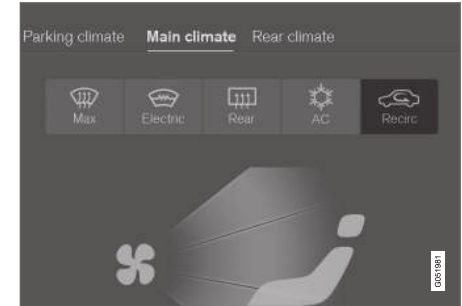 Parking climate Main climate Rear climate
Max Electric Rear AC Recirc
G051981